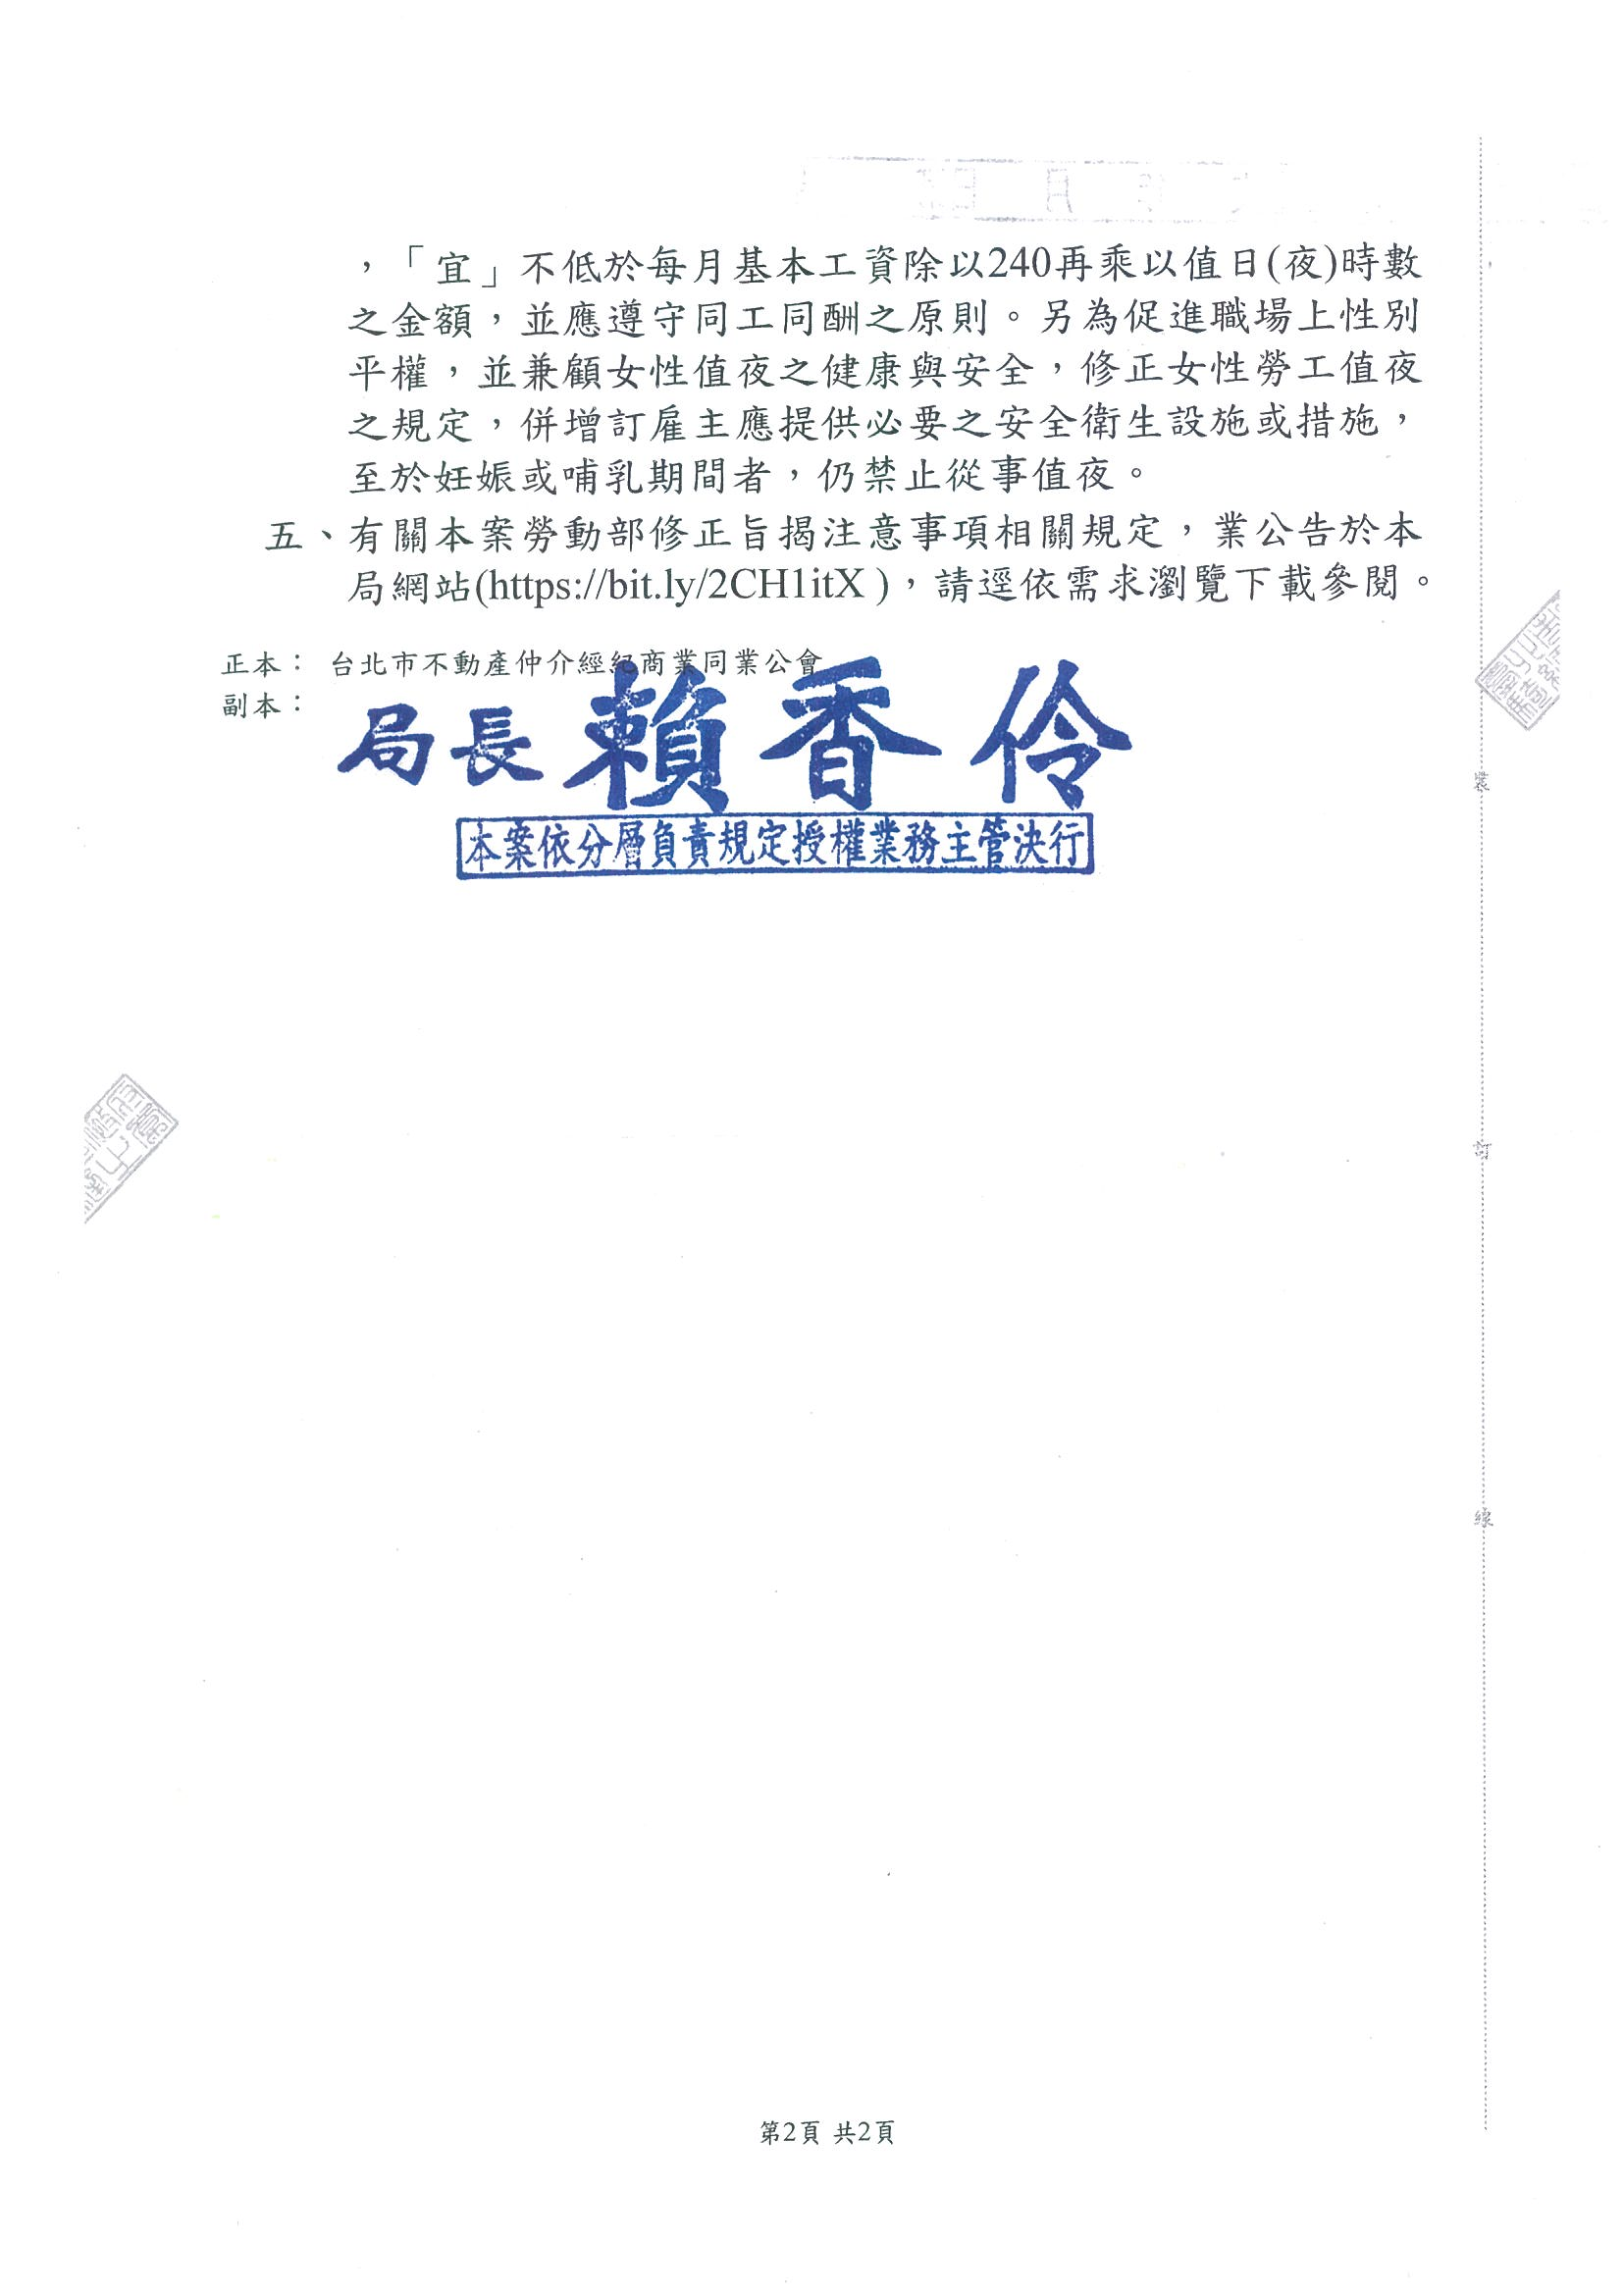 ，「宜」不低於每月基本工資除以240再乘以值日(夜)時數
之金額，並應遵守同工同酬之原則。另為促進職場上性別
平權，並兼顧女性值夜之健康與安全，修正女性勞工值夜
之規定，併增訂雇主應提供必要之安全衛生設施或措施，
至於妊娠或哺乳期間者，仍禁止從事值夜。
五、有關本案勞動部修正旨揭注意事項相關規定，業公告於本
局網站(https://bit.ly/2CH1itX )，請逕依需求瀏覽下載參閱。
正本： 台北市不動產仲介經紀商業同業公會
副本：
局長 賴香伶
本案依分層負責規定授權業務主管決行
裝
訂
線
第2頁 共2頁